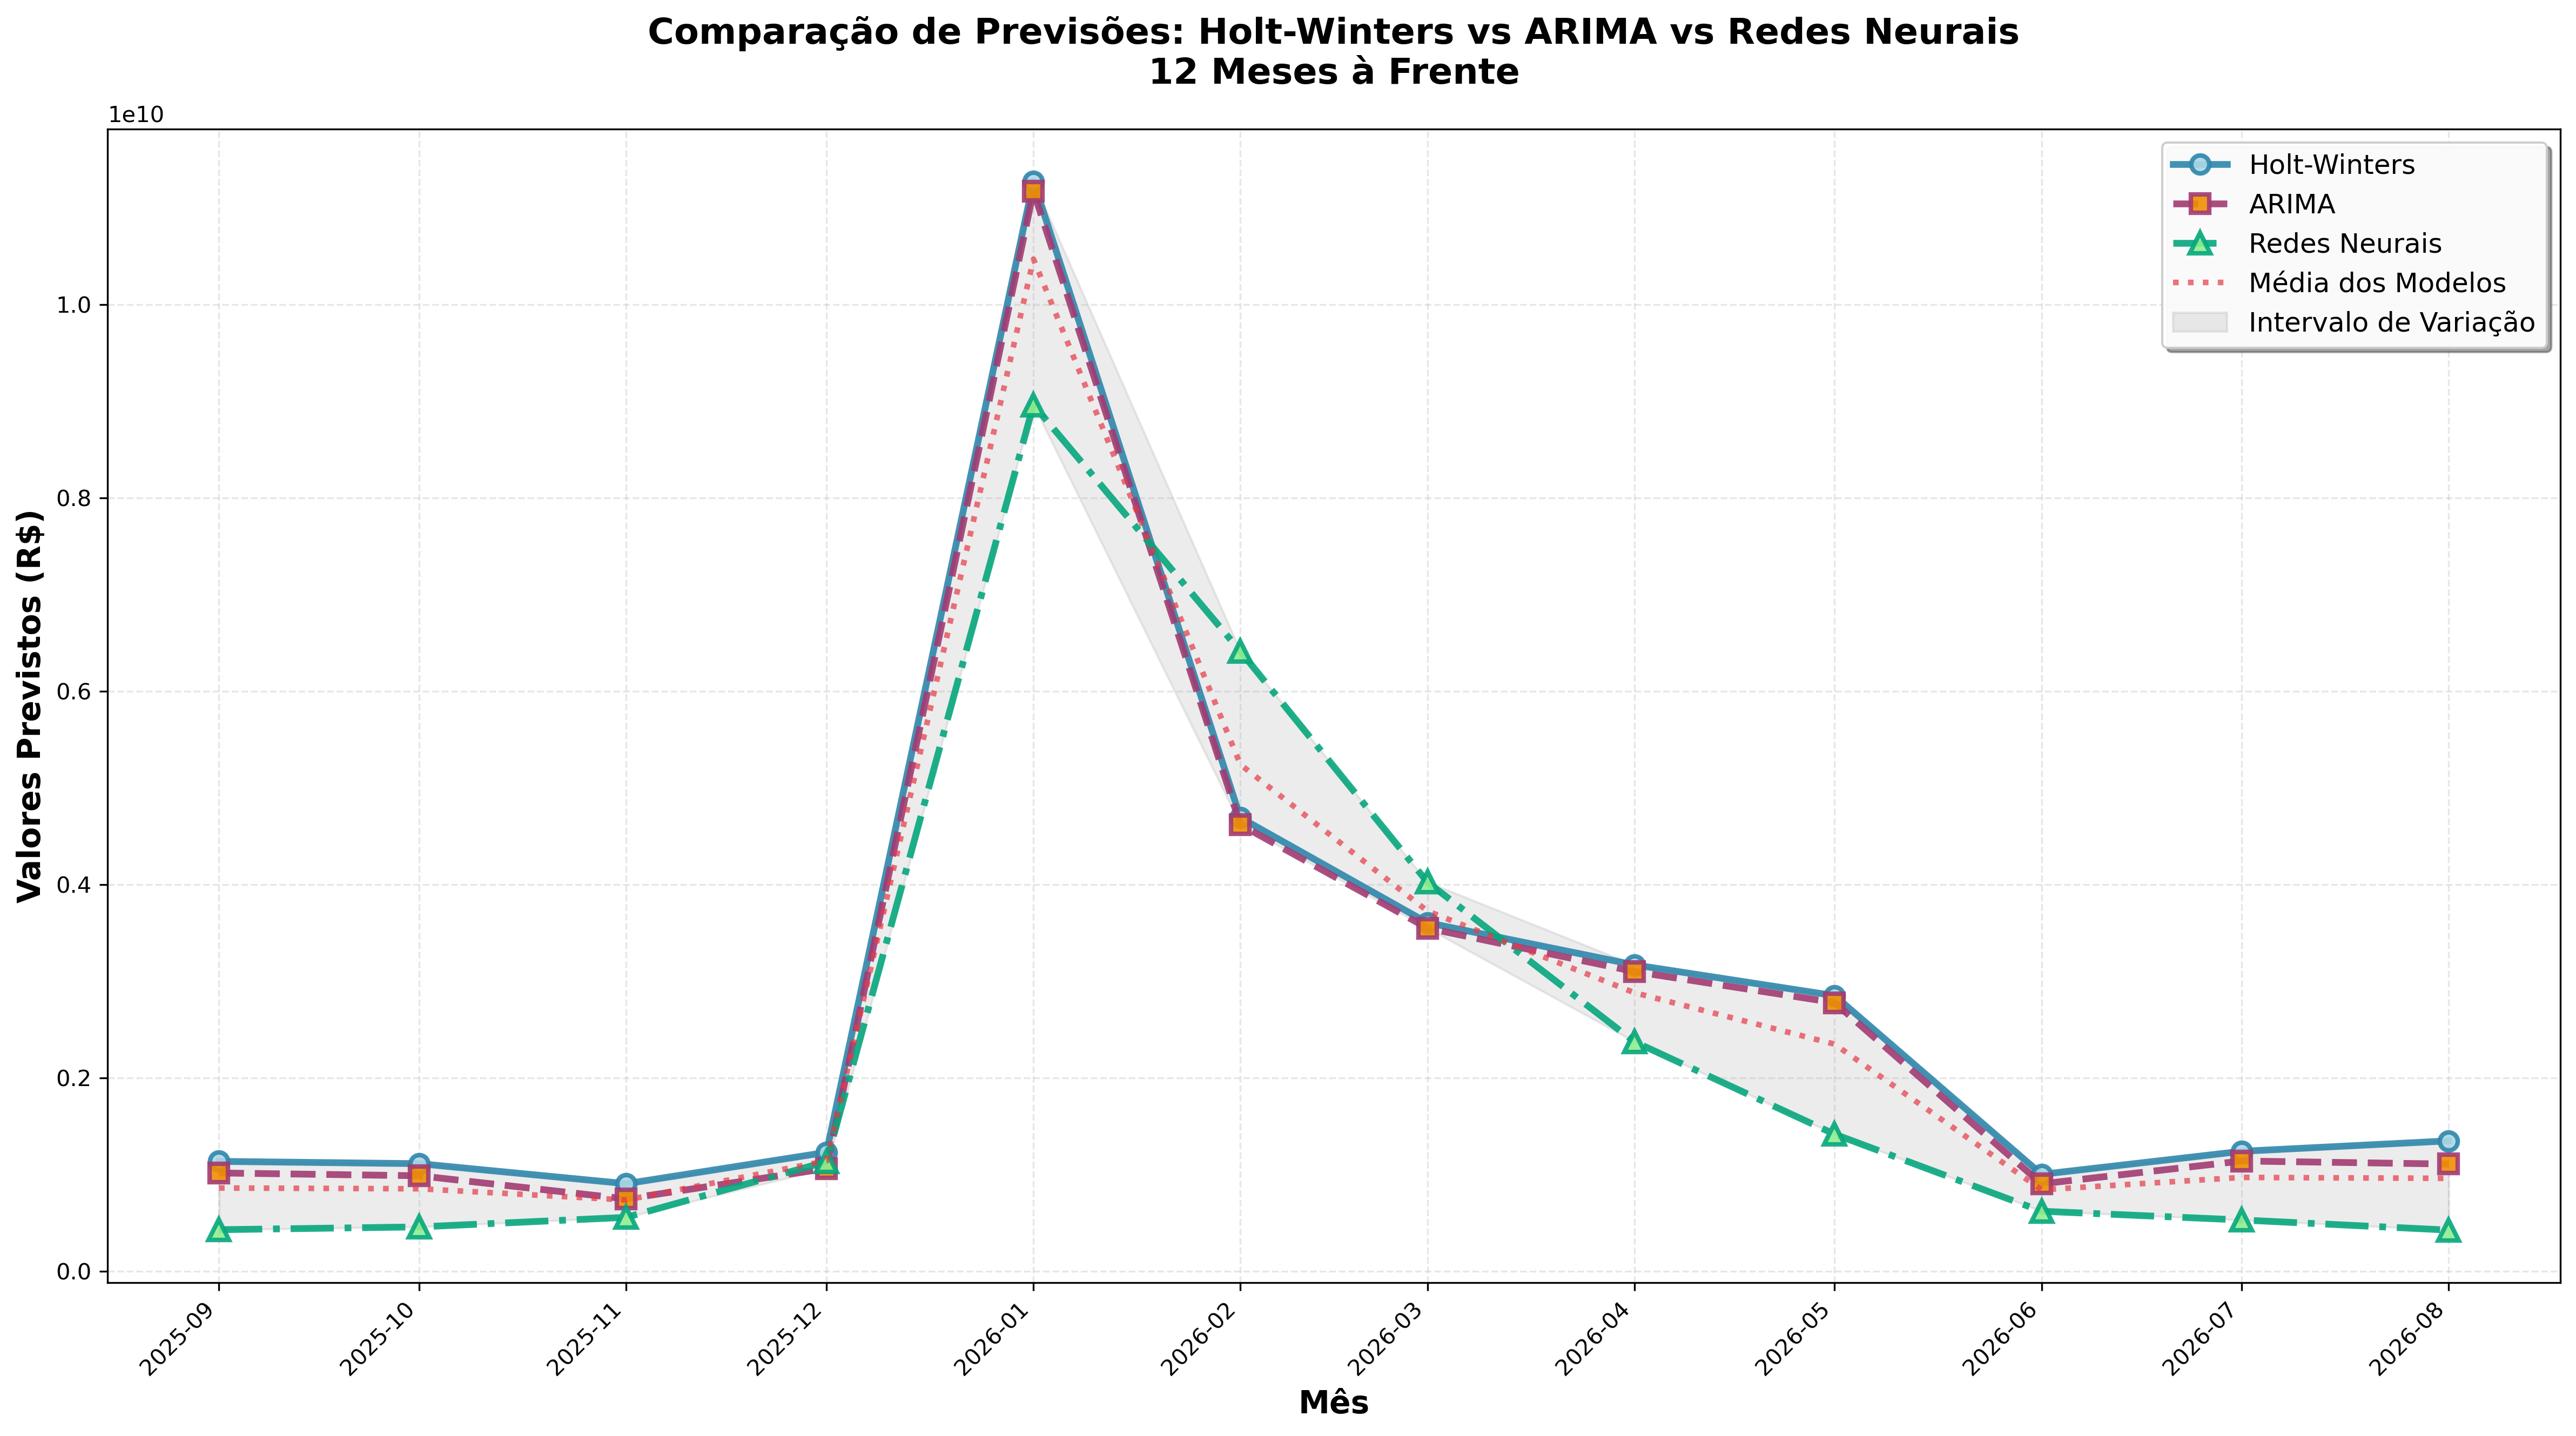 Comparação de Previsões: Holt-Winters vs ARIMA vs Redes Neurais
12 Meses à Frente
1e10
Holt-Winters
ARIMA
Redes Neurais
Média dos Modelos
Intervalo de Variação
Valores Previstos (R$)
1.0
0.8
0.6
0.4
0.2
0.0
2025-09
2025-10
2025-11
2025-12
2026-01
2026-02
2026-03
2026-04
2026-05
2026-06
2026-07
2026-08
Mês